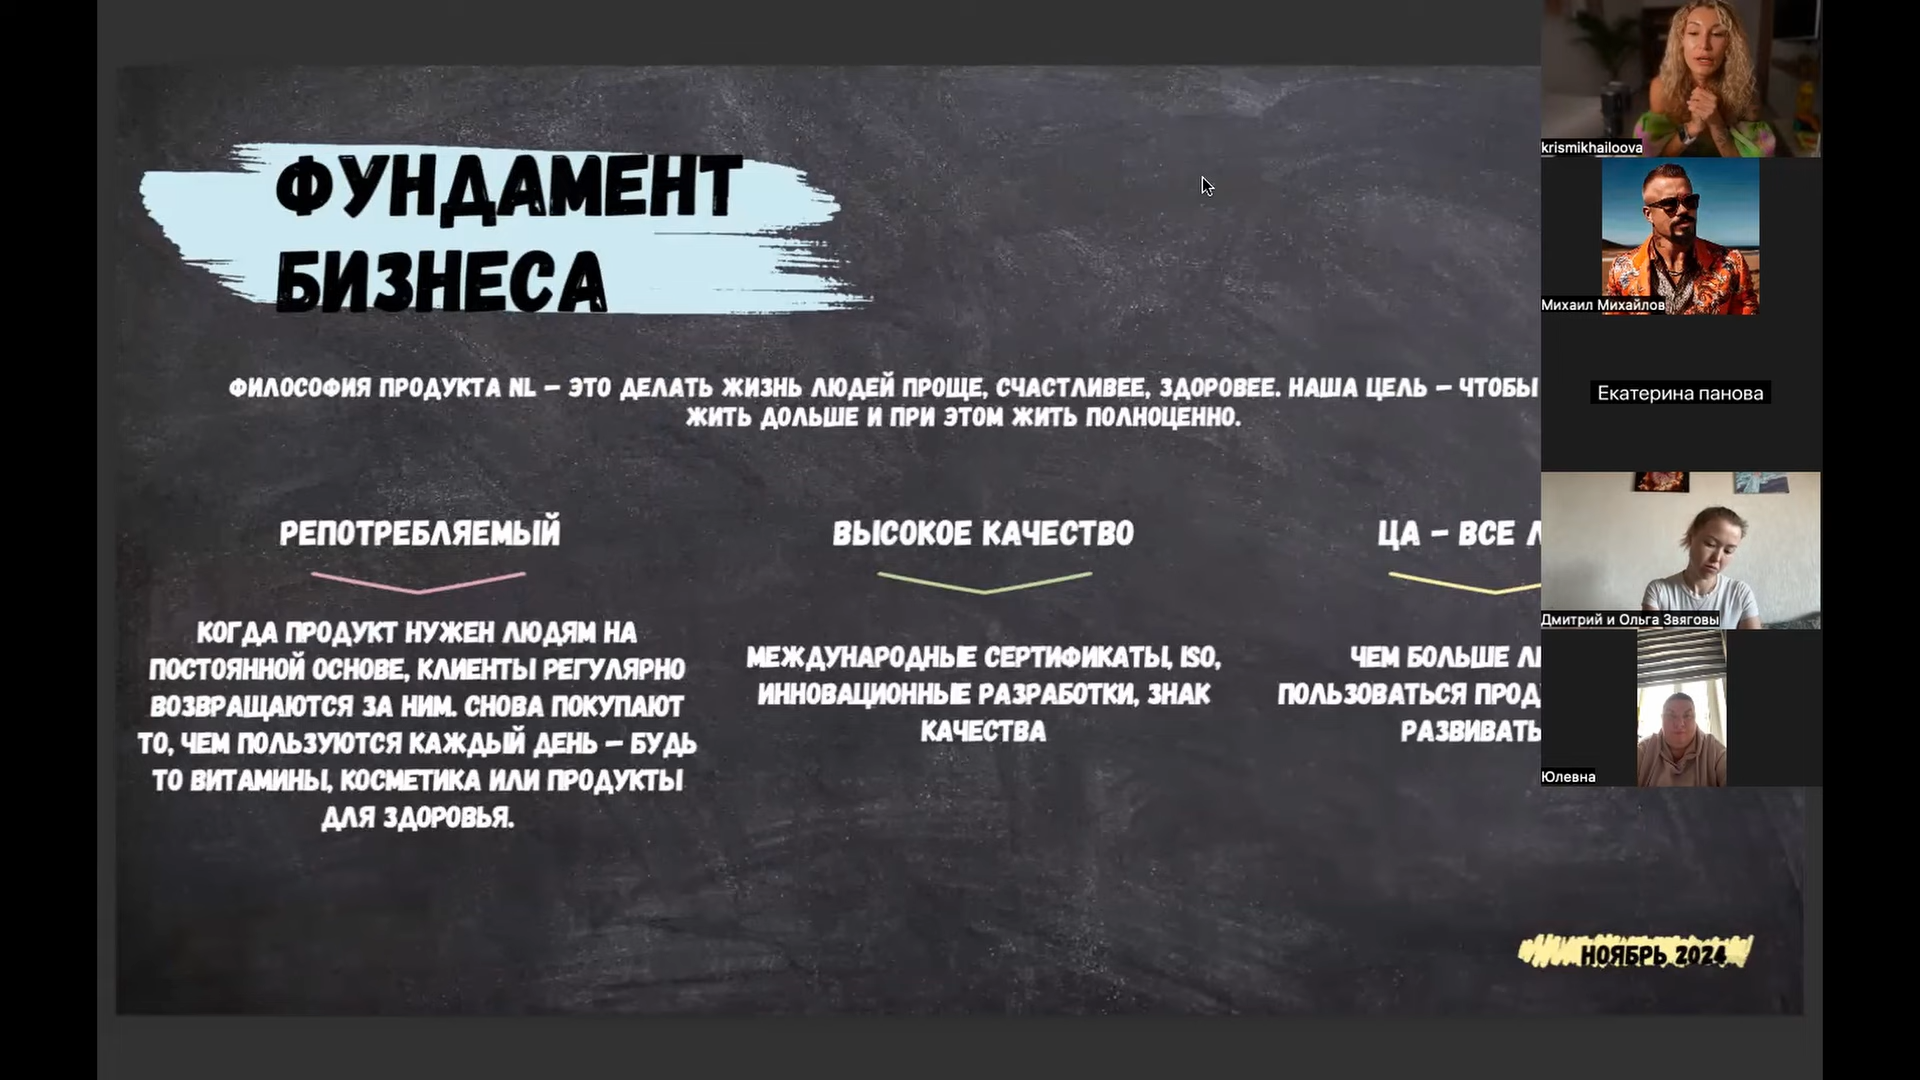 ФУНДАМЕНТ
БИЗНЕСА
ФИЛОСОФИЯ ПРОДУКТА NL – ЭТО ДЕЛАТЬ ЖИЗНЬ ЛЮДЕЙ ПРОЩЕ, СЧАСТЛИВЕЕ, ЗДОРОВЕЕ. НАША ЦЕЛЬ – ЧТОБЫ
ЖИТЬ ДОЛЬШЕ И ПРИ ЭТОМ ЖИТЬ ПОЛНОЦЕННО.
РЕПОТРЕБЛЯЕМЫЙ
КОГДА ПРОДУКТ НУЖЕН ЛЮДЯМ НА
ПОСТОЯННОЙ ОСНОВЕ, КЛИЕНТЫ РЕГУЛЯРНО
ВОЗВРАЩАЮТСЯ ЗА НИМ. СНОВА ПОКУПАЮТ
ТО, ЧЕМ ПОЛЬЗУЮТСЯ КАЖДЫЙ ДЕНЬ – БУДЬ
ТО ВИТАМИНЫ, КОСМЕТИКА ИЛИ ПРОДУКТЫ
ДЛЯ ЗДОРОВЬЯ.
ВЫСОКОЕ КАЧЕСТВО
МЕЖДУНАРОДНЫЕ СЕРТИФИКАТЫ, ISO,
ИННОВАЦИОННЫЕ РАЗРАБОТКИ, ЗНАК
КАЧЕСТВА
ЦА – ВСЕ
ЧЕМ БОЛЬШЕ
ПОЛЬЗОВАТЬСЯ
НОЯБРЬ 2024
krismikhailoova
Михаил Михайлов
Екатерина панова
Дмитрий и Ольга Звяговы
Юлевна